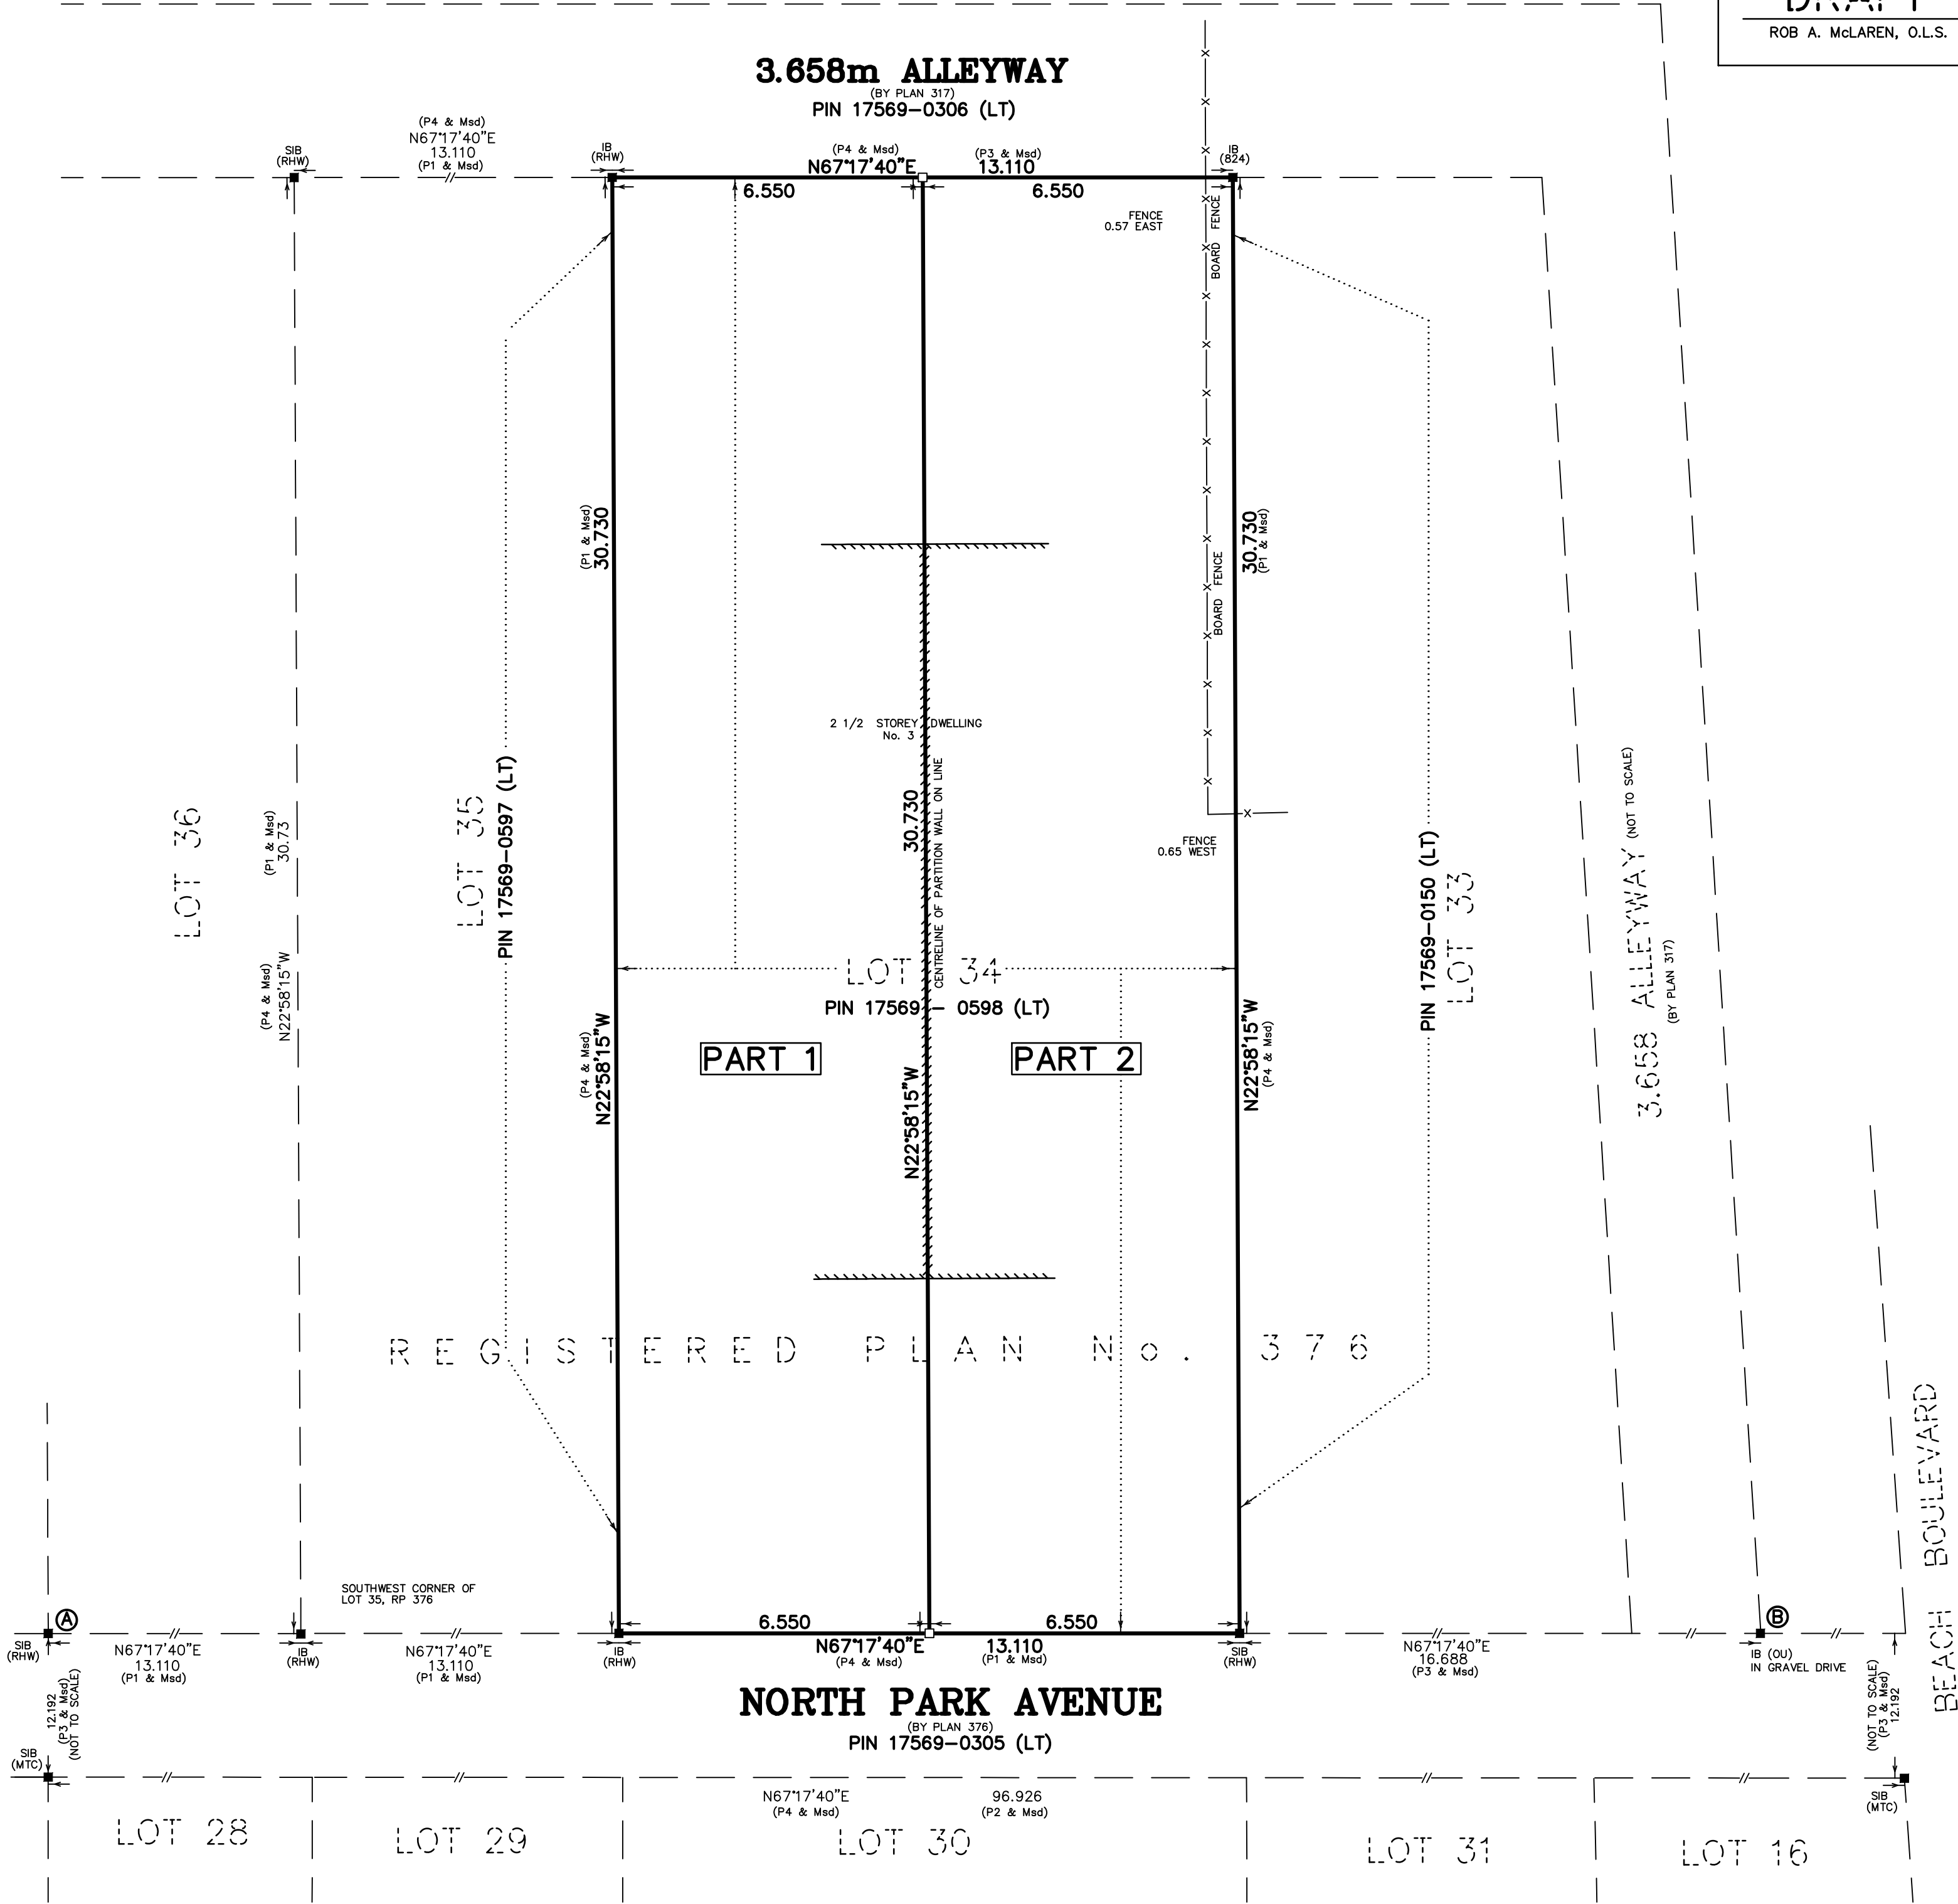 DRAFT
ROB A. McLAREN, O.L.S.
3.658m ALLEYWAY
(BY PLAN 317)
PIN 17569-0306 (LT)
(P4 & Msd)
N67°17'40"E
13.110
(P1 & Msd)
SIB
(RHW)
IB
(RHW)
(P4 & Msd)
N67°17'40"E
(P3 & Msd)
13.110
IB
(824)
6.550
6.550
FENCE
0.57 EAST
BOARD FENCE
(P1 & Msd)
30.730
30.730
(P1 & Msd)
BOARD FENCE
2 1/2 STOREY DWELLING
No. 3
30.730
CENTRELINE OF PARTITION WALL ON LINE
FENCE
0.65 WEST
LOT 36
(P1 & Msd)
30.73
(P4 & Msd)
N22°58'15"W
LOT 35
PIN 17569-0597 (LT)
PIN 17569-0150 (LT)
LOT 33
3.658 ALLEYWAY (NOT TO SCALE)
(BY PLAN 317)
LOT 34
PIN 17569 - 0598 (LT)
PART 1
PART 2
(P4 & Msd)
N22°58'15"W
N22°58'15"W
N22°58'15"W
(P4 & Msd)
REGISTERED PLAN No. 376
BEACH BOULEVARD
SOUTHWEST CORNER OF
LOT 35, RP 376
A
B
6.550
6.550
SIB
(RHW)
N67°17'40"E
13.110
(P1 & Msd)
IB
(RHW)
N67°17'40"E
13.110
(P1 & Msd)
IB
(RHW)
N67°17'40"E
(P4 & Msd)
13.110
(P1 & Msd)
SIB
(RHW)
N67°17'40"E
16.688
(P3 & Msd)
IB (OU)
IN GRAVEL DRIVE
12.192
(P3 & Msd)
(NOT TO SCALE)
NORTH PARK AVENUE
(BY PLAN 376)
PIN 17569-0305 (LT)
(NOT TO SCALE)
(P3 & Msd)
12.192
SIB
(MTC)
N67°17'40"E
(P4 & Msd)
96.926
(P2 & Msd)
SIB
(MTC)
LOT 28
LOT 29
LOT 30
LOT 31
LOT 16